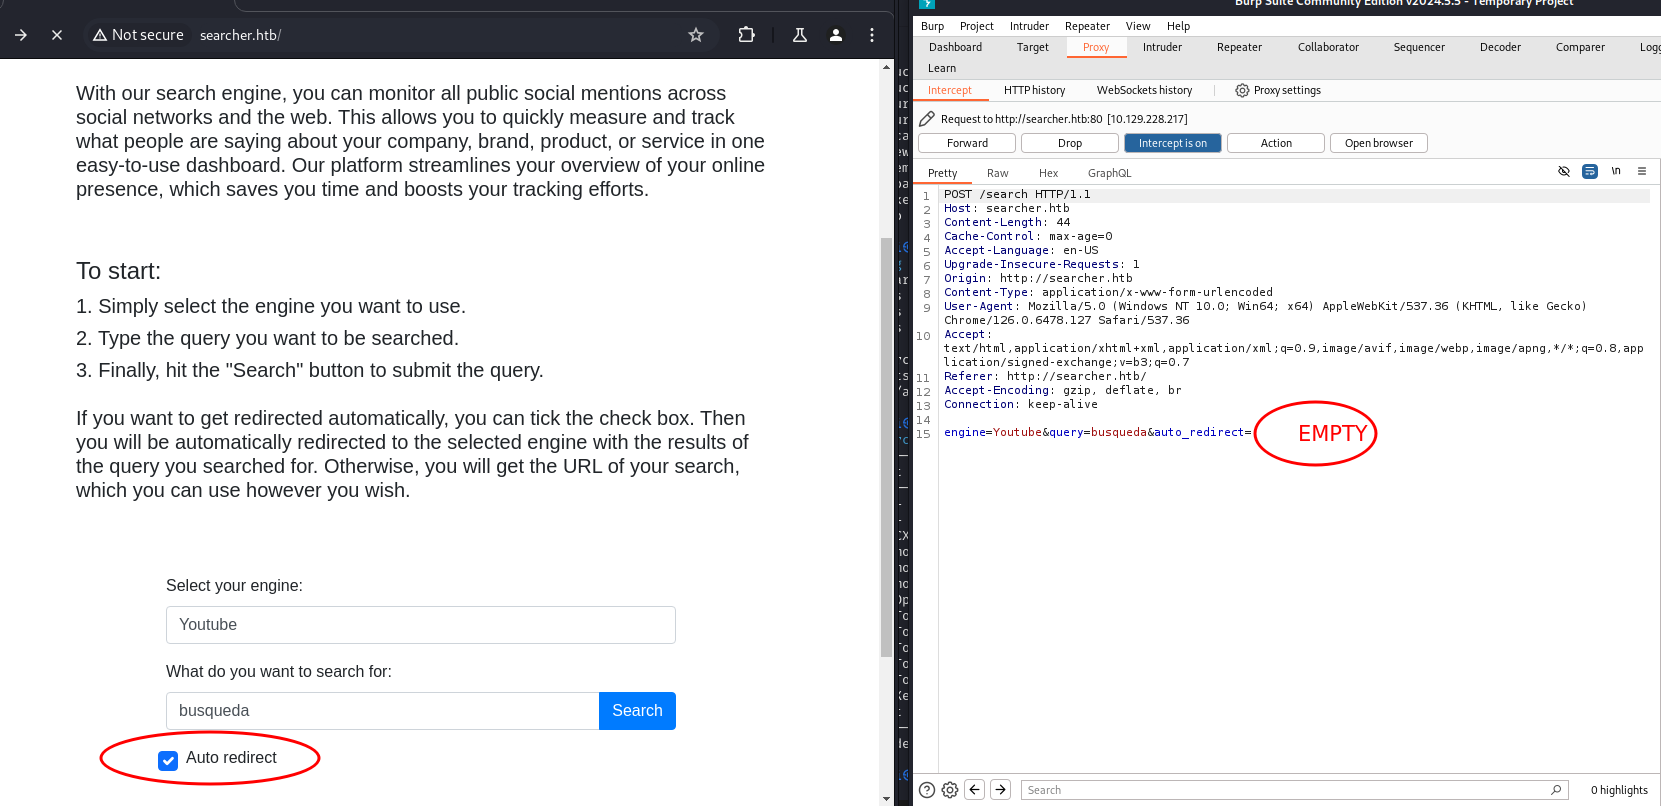 Not secure searcher.htb/
With our search engine, you can monitor all public social mentions across
social networks and the web. This allows you to quickly measure and track
what people are saying about your company, brand, product, or service in one
easy-to-use dashboard. Our platform streamlines your overview of your online
presence, which saves you time and boosts your tracking efforts.
To start:
1. Simply select the engine you want to use.
2. Type the query you want to be searched.
3. Finally, hit the "Search" button to submit the query.
If you want to get redirected automatically, you can tick the check box. Then
you will be automatically redirected to the selected engine with the results of
the query you searched for. Otherwise, you will get the URL of your search,
which you can use however you wish.
Select your engine:
Youtube
What do you want to search for:
busqueda Search
Auto redirect
Burp Suite Community Edition v2024.5.5 - Temporary Project
Burp Project Intruder Repeater View Help
Dashboard Target Proxy Intruder Repeater Collaborator Sequencer Decoder Comparer
Learn
Intercept HTTP history WebSockets history Proxy settings
Request to http://searcher.htb:80 [10.129.228.217]
Forward Drop Intercept is on Action Open browser
Pretty Raw Hex GraphQL \n
1 POST /search HTTP/1.1
2 Host: searcher.htb
3 Content-Length: 44
4 Cache-Control: max-age=0
5 Accept-Language: en-US
6 Upgrade-Insecure-Requests: 1
7 Origin: http://searcher.htb
8 Content-Type: application/x-www-form-urlencoded
9 User-Agent: Mozilla/5.0 (Windows NT 10.0; Win64; x64) AppleWebKit/537.36 (KHTML, like Gecko)
Chrome/126.0.6478.127 Safari/537.36
10 Accept:
text/html,application/xhtml+xml,application/xml;q=0.9,image/avif,image/webp,image/apng,*/*;q=0.8,app
lication/signed-exchange;v=b3;q=0.7
11 Referer: http://searcher.htb/
12 Accept-Encoding: gzip, deflate, br
13 Connection: keep-alive
14
15 engine=Youtube&query=busqueda&auto_redirect= EMPTY
Search 0 highlights